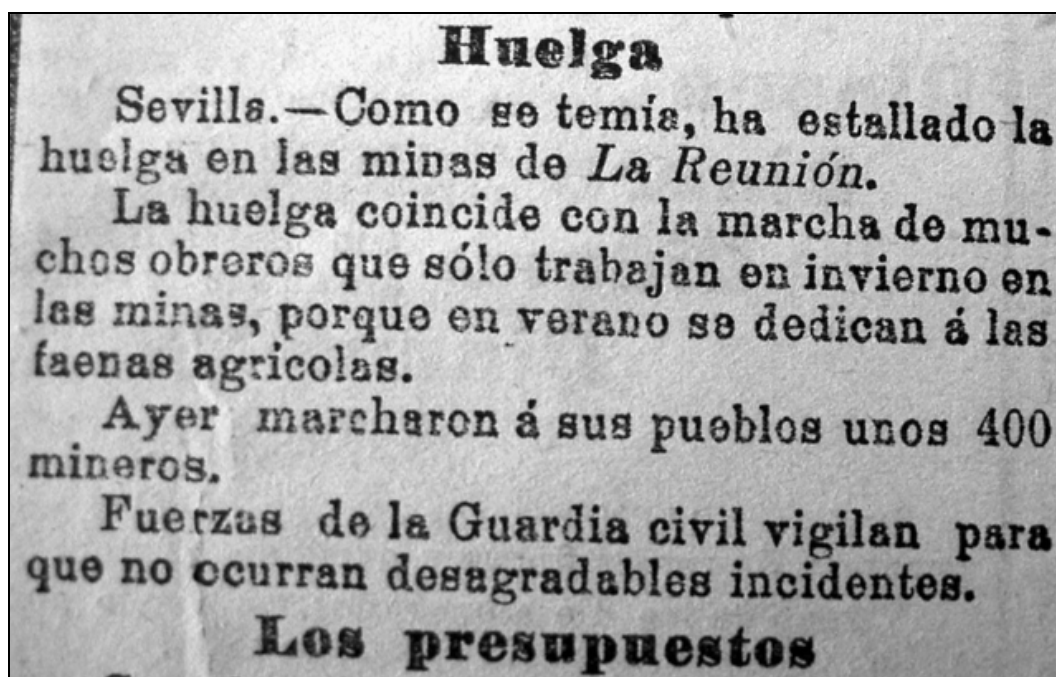 Huelga
Sevilla.—Como se temía, ha estallado la
huelga en las minas de La Reunión.
La huelga coincide con la marcha de mu-
chos obreros que sólo trabajan en invierno en
las minas, porque en verano se dedican á las
faenas agricolas.
Ayer marcharon á sus pueblos unos 400
mineros.
Fuerzas de la Guardia civil vigilan para
que no ocurran desagradables incidentes.
Los presupuestos